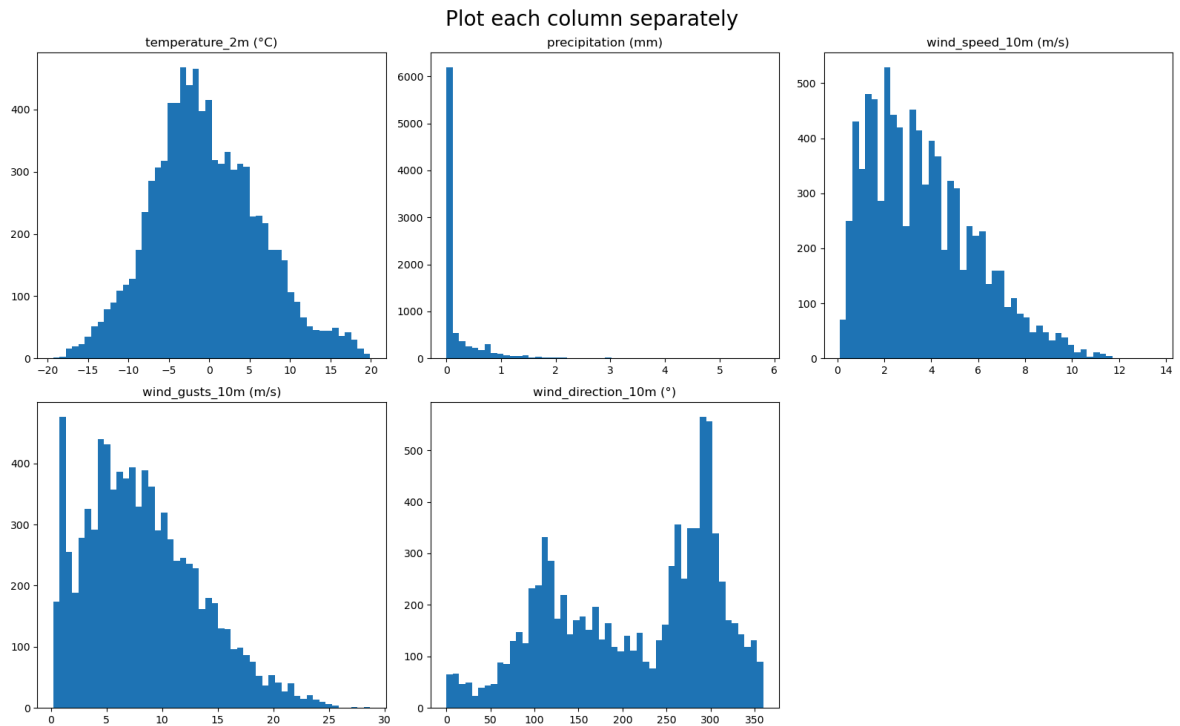 Plot each column separately
temperature_2m (°C)
precipitation (mm)
wind_speed_10m (m/s)
400
300
200
100
0
−20 −15 −10 −5 0 5 10 15 20
6000
5000
4000
3000
2000
1000
0
0 1 2 3 4 5 6
500
400
300
200
100
0
0 2 4 6 8 10 12 14
wind_gusts_10m (m/s)
wind_direction_10m (°)
400
300
200
100
0
0 5 10 15 20 25 30
500
400
300
200
100
0
0 50 100 150 200 250 300 350